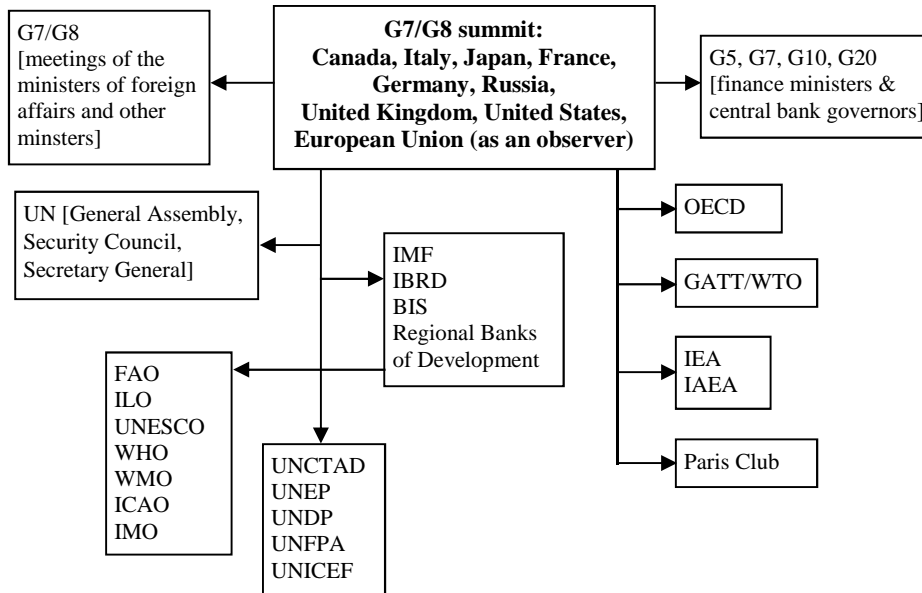 G7/G8
[meetings of the
ministers of foreign
affairs and other
minsters]
G7/G8 summit:
Canada, Italy, Japan, France,
Germany, Russia,
United Kingdom, United States,
European Union (as an observer)
G5, G7, G10, G20
[finance ministers &
central bank governors]
UN [General Assembly,
Security Council,
Secretary General]
IMF
IBRD
BIS
Regional Banks
of Development
OECD
GATT/WTO
IEA
IAEA
Paris Club
FAO
ILO
UNESCO
WHO
WMO
ICAO
IMO
UNCTAD
UNEP
UNDP
UNFPA
UNICEF